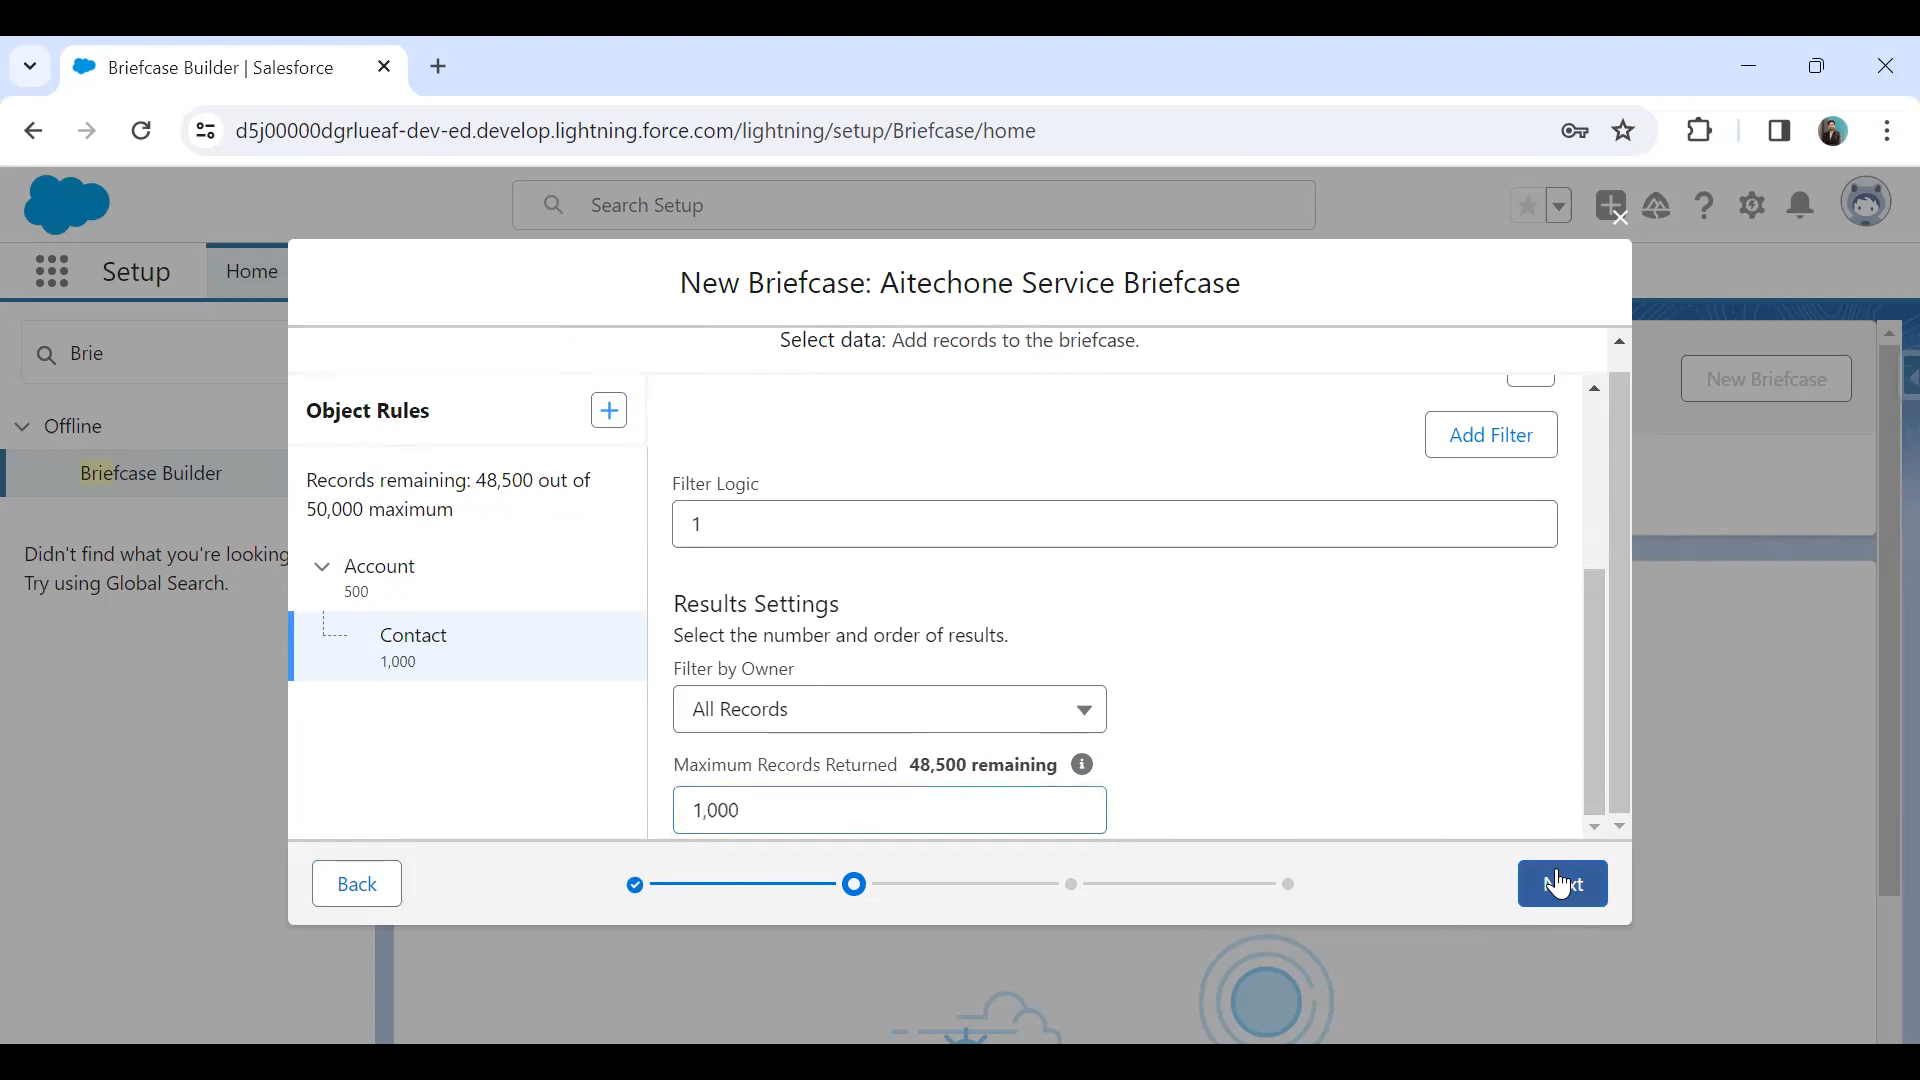 Briefcase Builder | Salesforce
d5j00000dgrlueaf-dev-ed.develop.lightning.force.com/lightning/setup/Briefcase/home
Search Setup
Setup
Home
New Briefcase: Aitechone Service Briefcase
Select data: Add records to the briefcase.
Brie
New Briefcase
Object Rules
Add Filter
Offline
Briefcase Builder
Records remaining: 48,500 out of
50,000 maximum
Filter Logic
1
Didn't find what you're looking
Try using Global Search.
Account
500
Contact
1,000
Results Settings
Select the number and order of results.
Filter by Owner
All Records
Maximum Records Returned 48,500 remaining
1,000
Back
Next